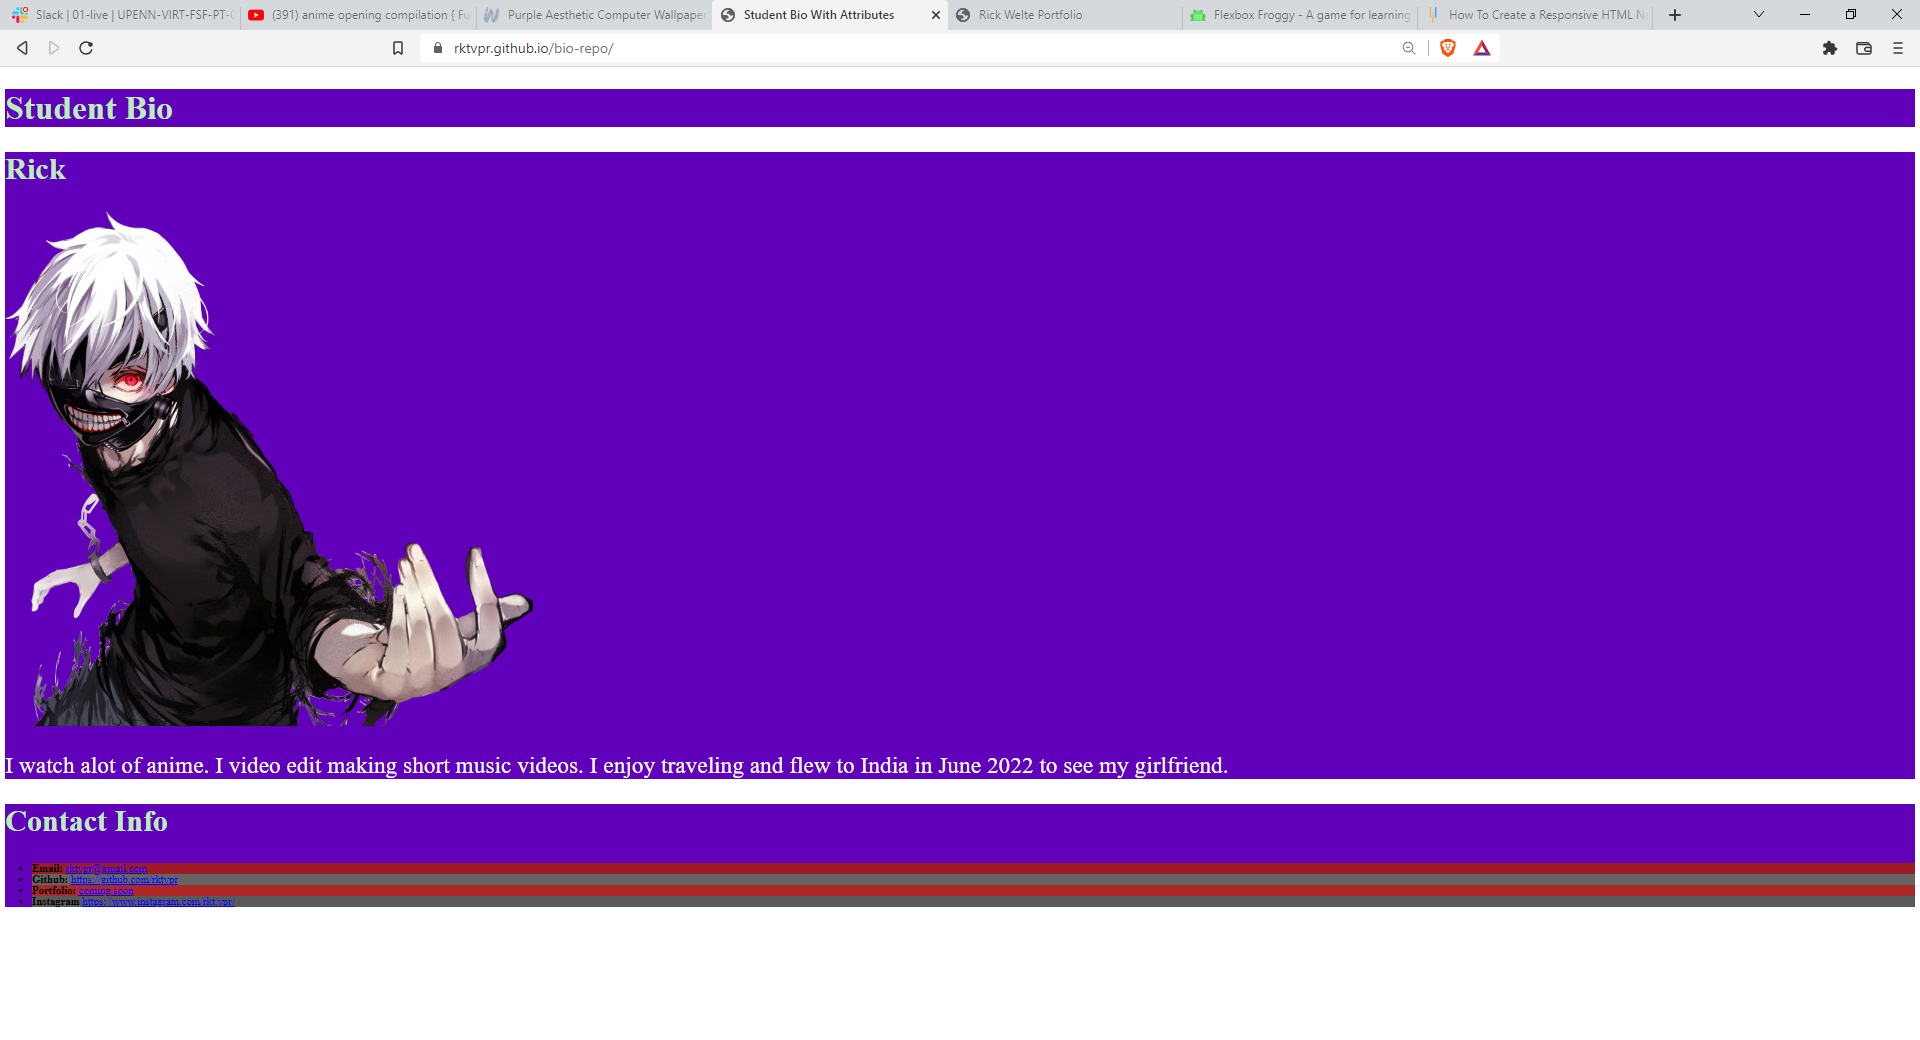 Slack | 01-live | UPENN-VIRT-FSF-PT-
(391) anime opening compilation { Fu
Purple Aesthetic Computer Wallpaper
Student Bio With Attributes
Rick Welte Portfolio
Flexbox Froggy - A game for learning
How To Create a Responsive HTML N
rktvpr.github.io/bio-repo/
Student Bio
Rick
I watch alot of anime. I video edit making short music videos. I enjoy traveling and flew to India in June 2022 to see my girlfriend.
Contact Info
Email: rktvpr@gmail.com
Github: https://github.com/rktvpr
Portfolio: coming soon
Instagram https://www.instagram.com/rkt.vpr/